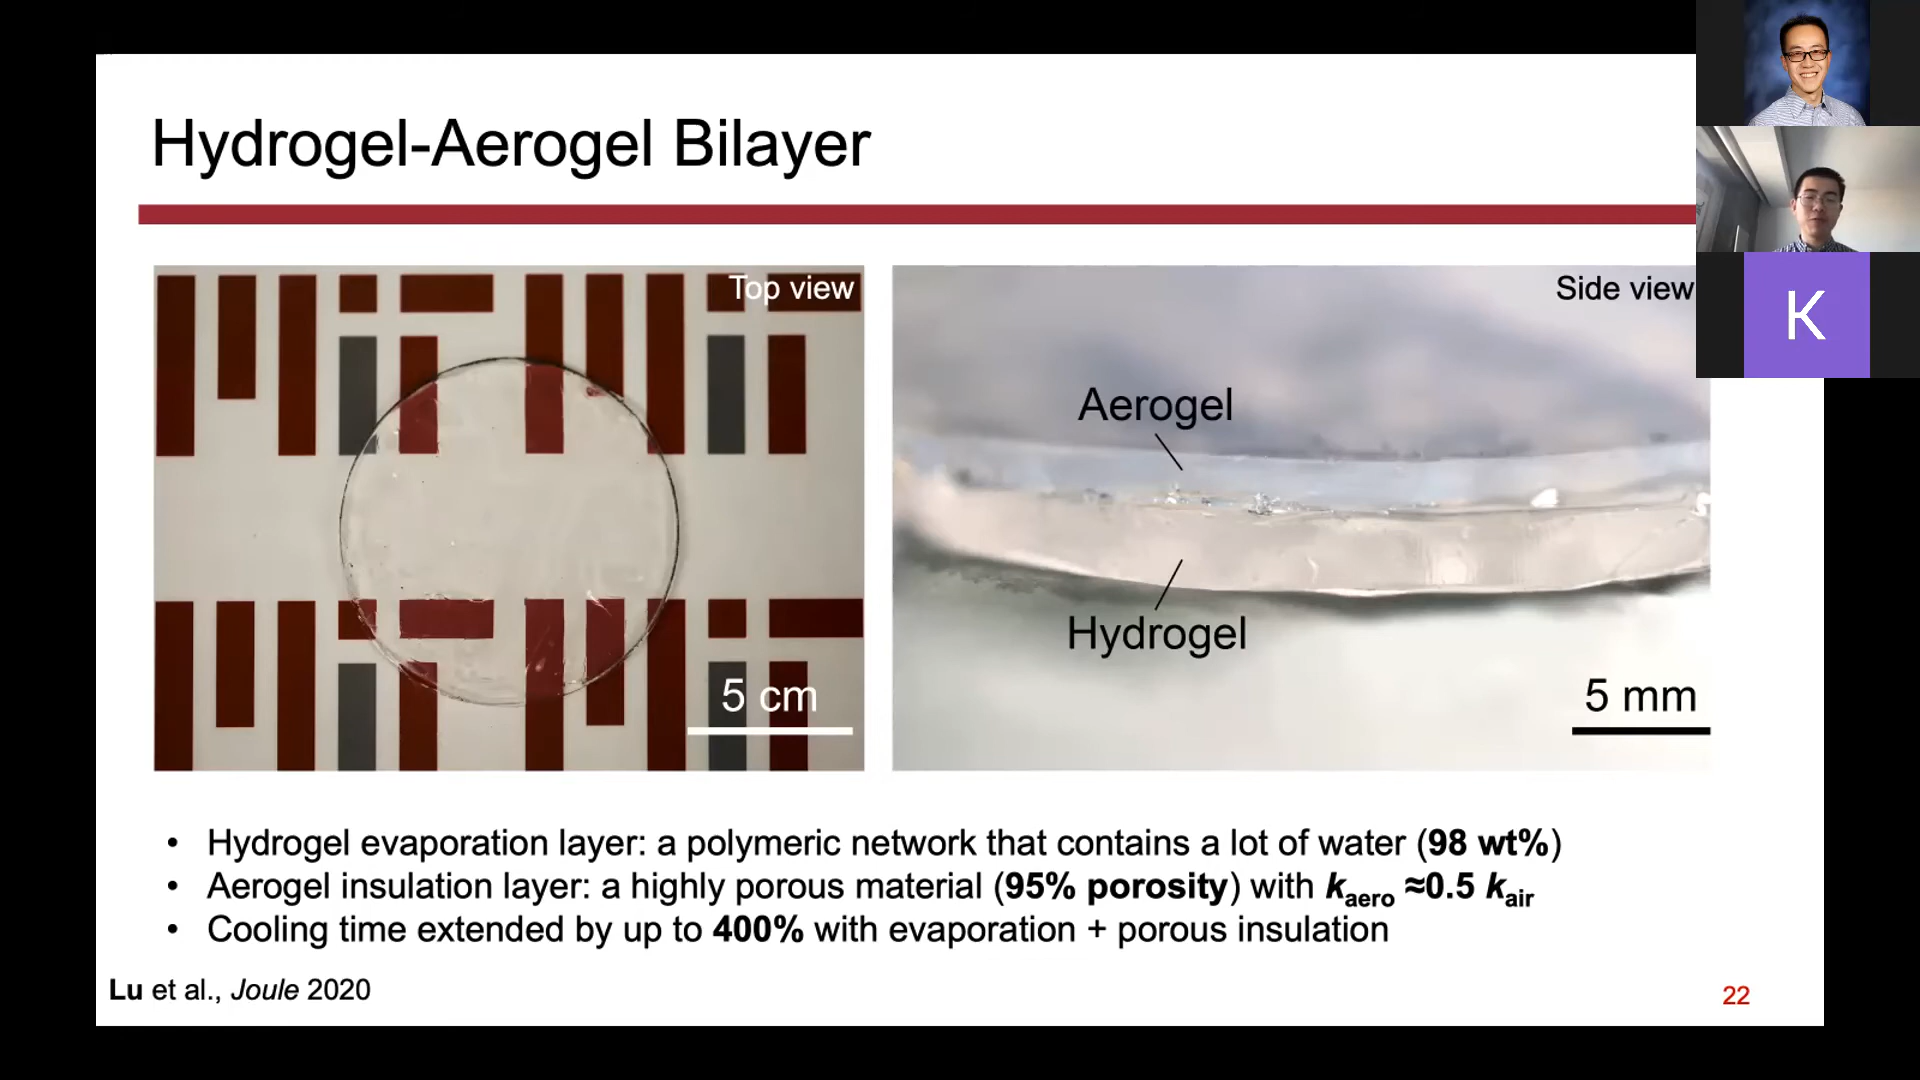 Hydrogel-Aerogel Bilayer
Top view
5 cm
Side view
Aerogel
Hydrogel
5 mm
K
• Hydrogel evaporation layer: a polymeric network that contains a lot of water (98 wt%)
• Aerogel insulation layer: a highly porous material (95% porosity) with kaero ≈0.5 kair
• Cooling time extended by up to 400% with evaporation + porous insulation
Lu et al., Joule 2020
22